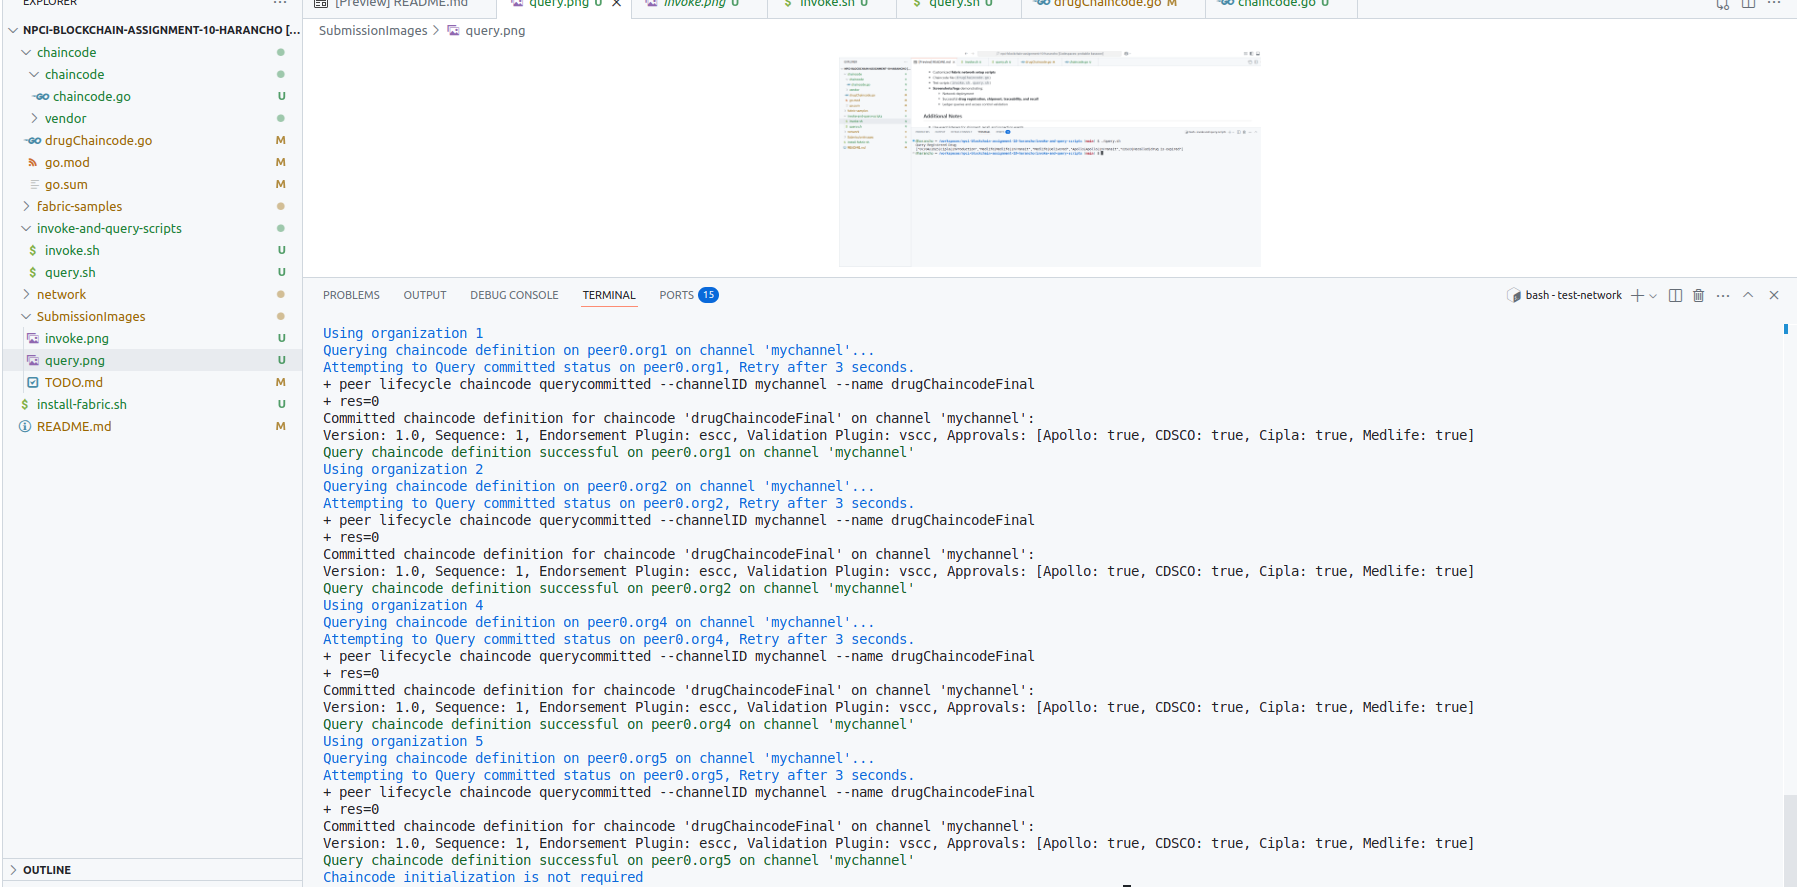 EXPLORER
[Preview] README.md
query.png U
invoke.png U
invoke.sh U
query.sh U
drugChaincode.go M
chaincode.go U
NPCI-BLOCKCHAIN-ASSIGNMENT-10-HARANCHO [...
SubmissionImages > query.png
chaincode
chaincode
chaincode.go U
vendor
drugChaincode.go M
go.mod M
go.sum M
fabric-samples
invoke-and-query-scripts
invoke.sh U
query.sh U
network
SubmissionImages
invoke.png U
query.png U
TODO.md M
install-fabric.sh U
README.md M
OUTLINE
Additional Notes
PROBLEMS OUTPUT DEBUG CONSOLE TERMINAL PORTS 15
bash - test-network
Using organization 1
Querying chaincode definition on peer0.org1 on channel 'mychannel'...
Attempting to Query committed status on peer0.org1, Retry after 3 seconds.
+ peer lifecycle chaincode querycommitted --channelID mychannel --name drugChaincodeFinal
+ res=0
Committed chaincode definition for chaincode 'drugChaincodeFinal' on channel 'mychannel':
Version: 1.0, Sequence: 1, Endorsement Plugin: escc, Validation Plugin: vscc, Approvals: [Apollo: true, CDSCO: true, Cipla: true, Medlife: true]
Query chaincode definition successful on peer0.org1 on channel 'mychannel'
Using organization 2
Querying chaincode definition on peer0.org2 on channel 'mychannel'...
Attempting to Query committed status on peer0.org2, Retry after 3 seconds.
+ peer lifecycle chaincode querycommitted --channelID mychannel --name drugChaincodeFinal
+ res=0
Committed chaincode definition for chaincode 'drugChaincodeFinal' on channel 'mychannel':
Version: 1.0, Sequence: 1, Endorsement Plugin: escc, Validation Plugin: vscc, Approvals: [Apollo: true, CDSCO: true, Cipla: true, Medlife: true]
Query chaincode definition successful on peer0.org2 on channel 'mychannel'
Using organization 4
Querying chaincode definition on peer0.org4 on channel 'mychannel'...
Attempting to Query committed status on peer0.org4, Retry after 3 seconds.
+ peer lifecycle chaincode querycommitted --channelID mychannel --name drugChaincodeFinal
+ res=0
Committed chaincode definition for chaincode 'drugChaincodeFinal' on channel 'mychannel':
Version: 1.0, Sequence: 1, Endorsement Plugin: escc, Validation Plugin: vscc, Approvals: [Apollo: true, CDSCO: true, Cipla: true, Medlife: true]
Query chaincode definition successful on peer0.org4 on channel 'mychannel'
Using organization 5
Querying chaincode definition on peer0.org5 on channel 'mychannel'...
Attempting to Query committed status on peer0.org5, Retry after 3 seconds.
+ peer lifecycle chaincode querycommitted --channelID mychannel --name drugChaincodeFinal
+ res=0
Committed chaincode definition for chaincode 'drugChaincodeFinal' on channel 'mychannel':
Version: 1.0, Sequence: 1, Endorsement Plugin: escc, Validation Plugin: vscc, Approvals: [Apollo: true, CDSCO: true, Cipla: true, Medlife: true]
Query chaincode definition successful on peer0.org5 on channel 'mychannel'
Chaincode initialization is not required